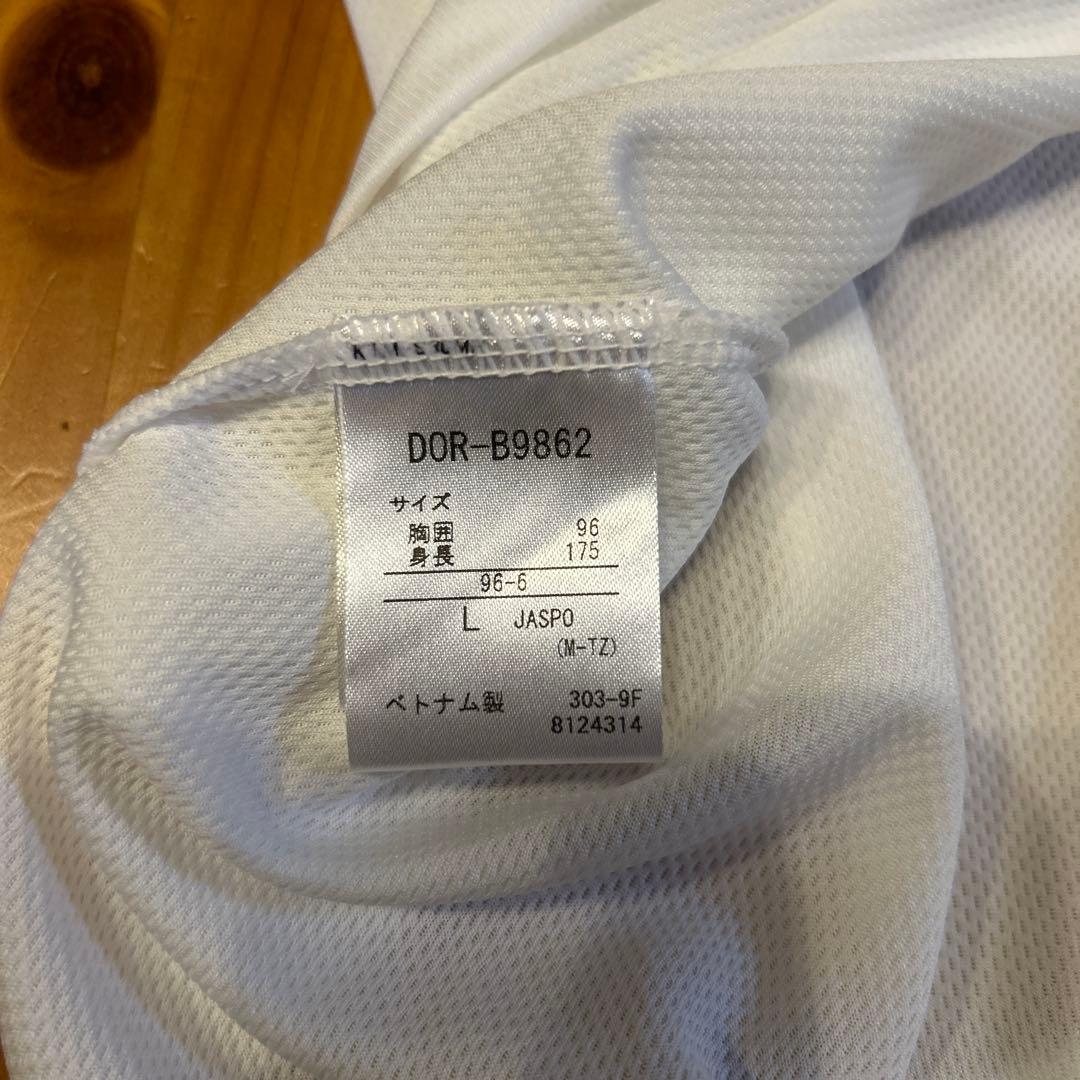 DOR-B9862
サイズ
胸囲 96
身長 175
96-6
L JASPO
(M-TZ)
ベトナム製 303-9F
8124314